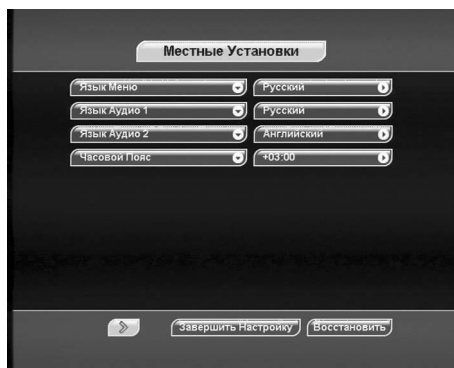 Местные Установки
Язык Меню Русский
Язык Аудио 1 Русский
Язык Аудио 2 Английский
Часовой Пояс +03:00
Завершить Настройку Восстановить